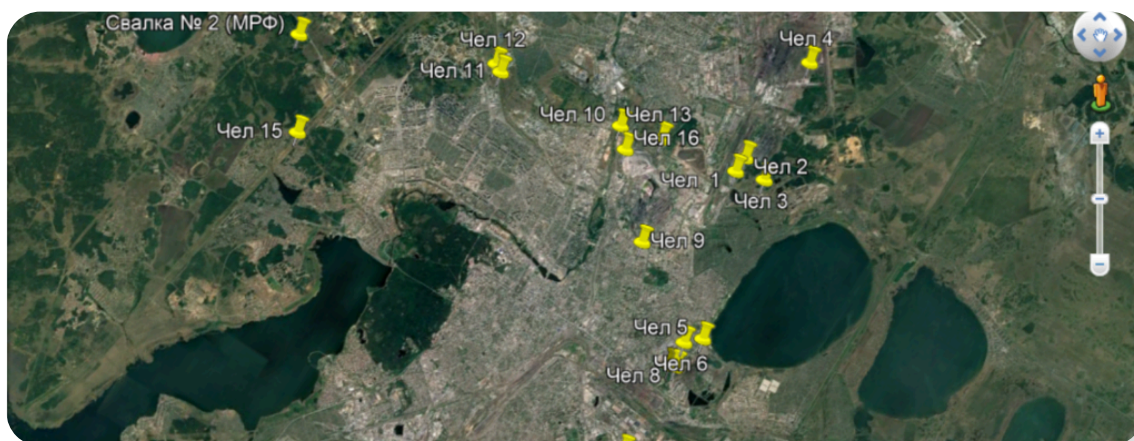 Свалка № 2 (МРФ)
Чел 12
Чел 4
Чел 11
Чел 10
Чел 13
Чел 15
Чел 16
Чел 2
Чел 1
Чел 3
Чел 9
Чел 5
Чел 6
Чел 8